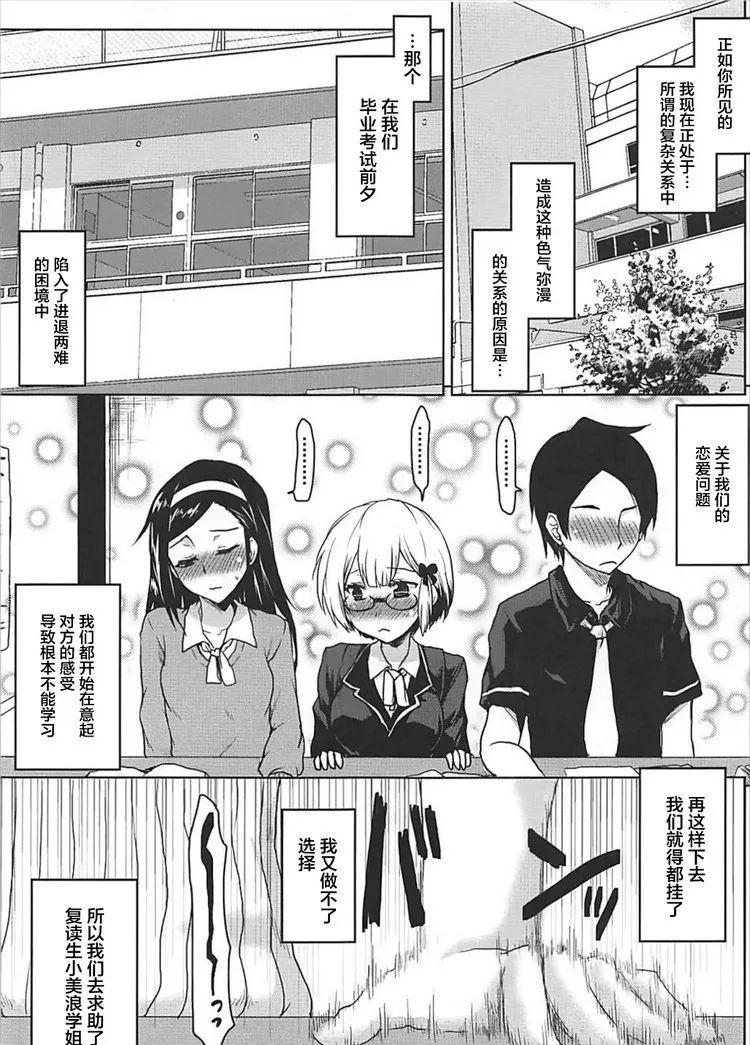 正如你所见的
我现在正处于…
所谓的复杂关系中
造成这种色气弥漫
的关系的原因是…
…那个
在我们
毕业考试前夕
陷入了进退两难
的困境中
关于我们的
恋爱问题
………
………
………
我们都开始在意起
对方的感受
导致根本不能学习
再这样下去
我们就得都挂了
我又做不了
选择
所以我们去求助了
复读生小美浪学姐